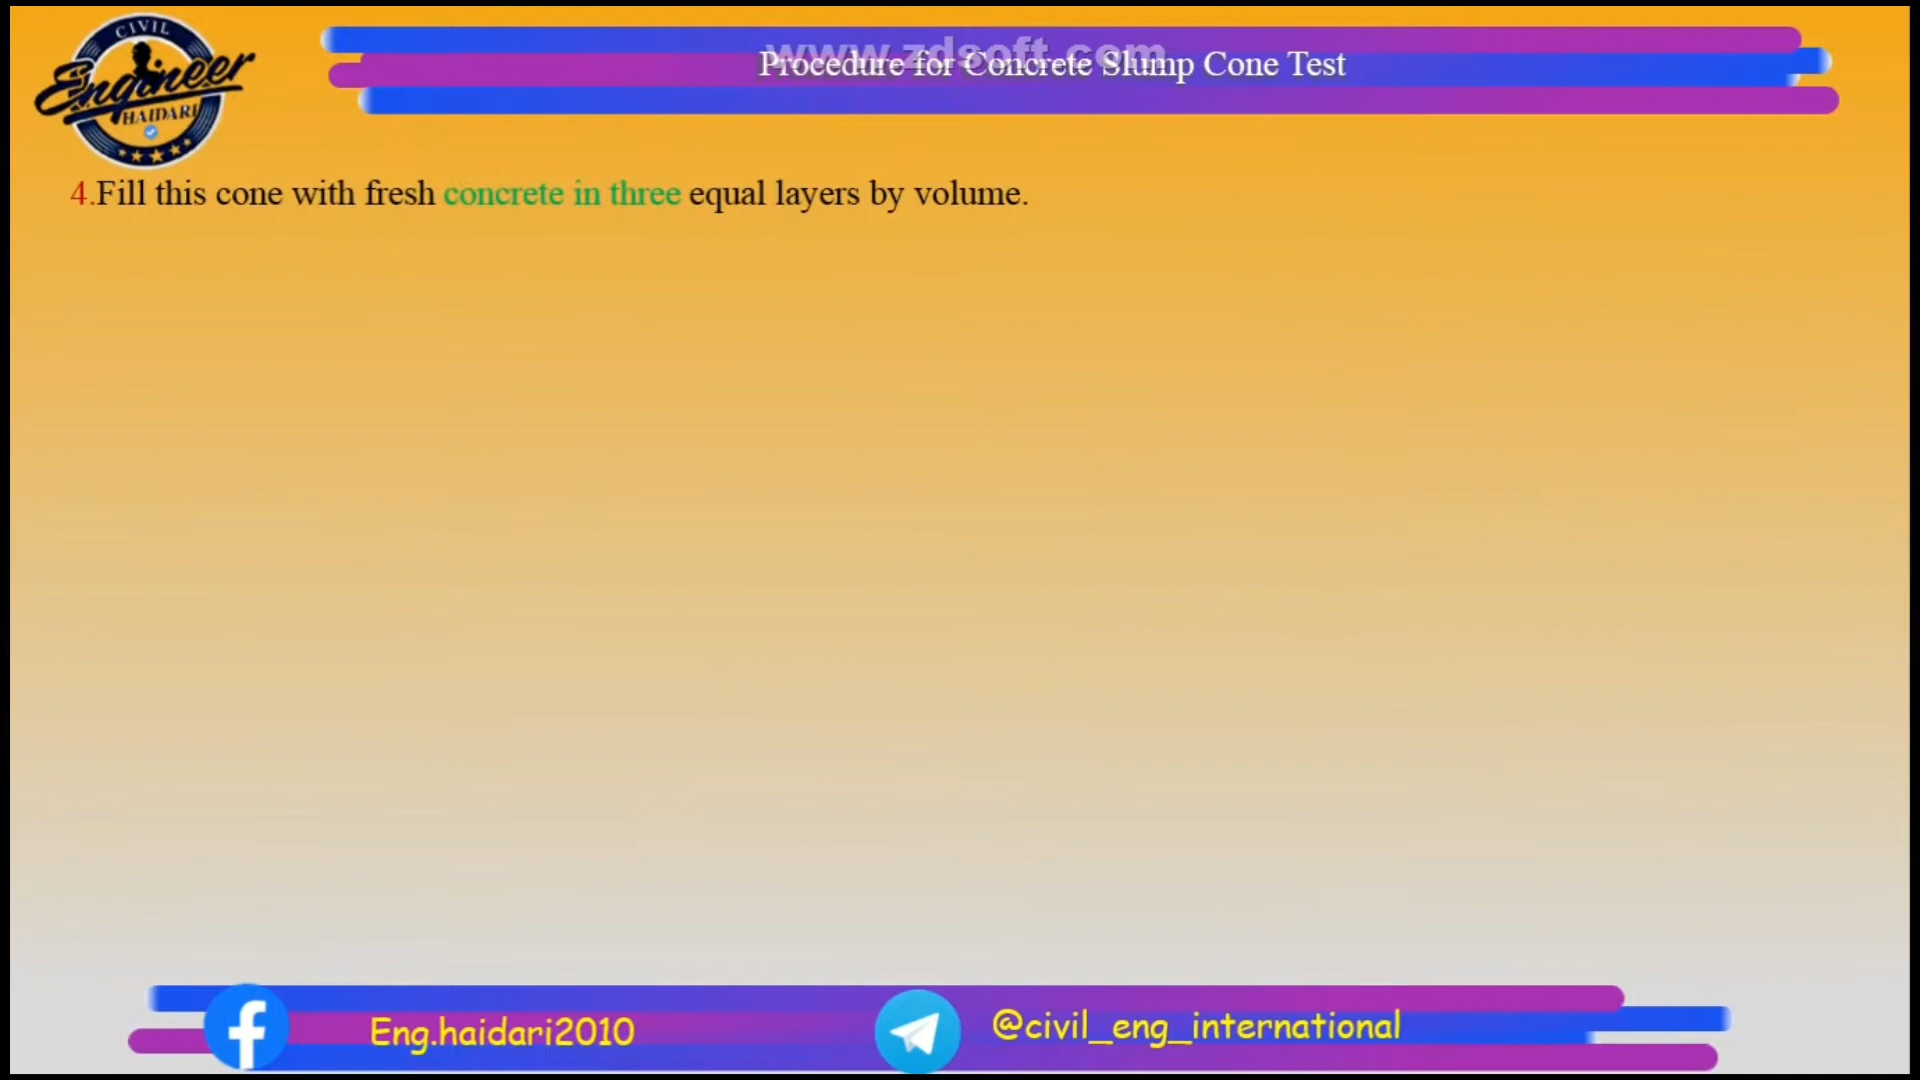 CIVIL
Engineer
HAIDARI
www.zdsoft.com
Procedure for Concrete Slump Cone Test
4.Fill this cone with fresh concrete in three equal layers by volume.
Eng.haidari2010
@civil_eng_international